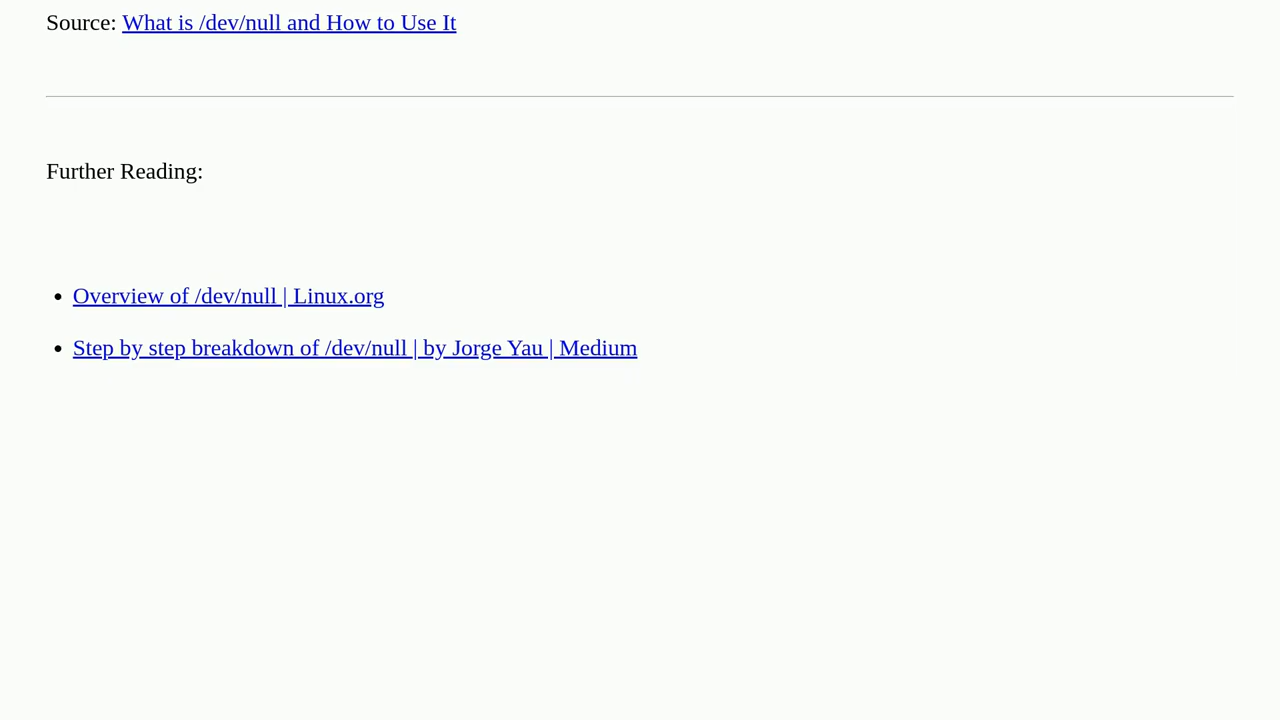 Source: What is /dev/null and How to Use It
Further Reading:
• Overview of /dev/null | Linux.org
• Step by step breakdown of /dev/null | by Jorge Yau | Medium